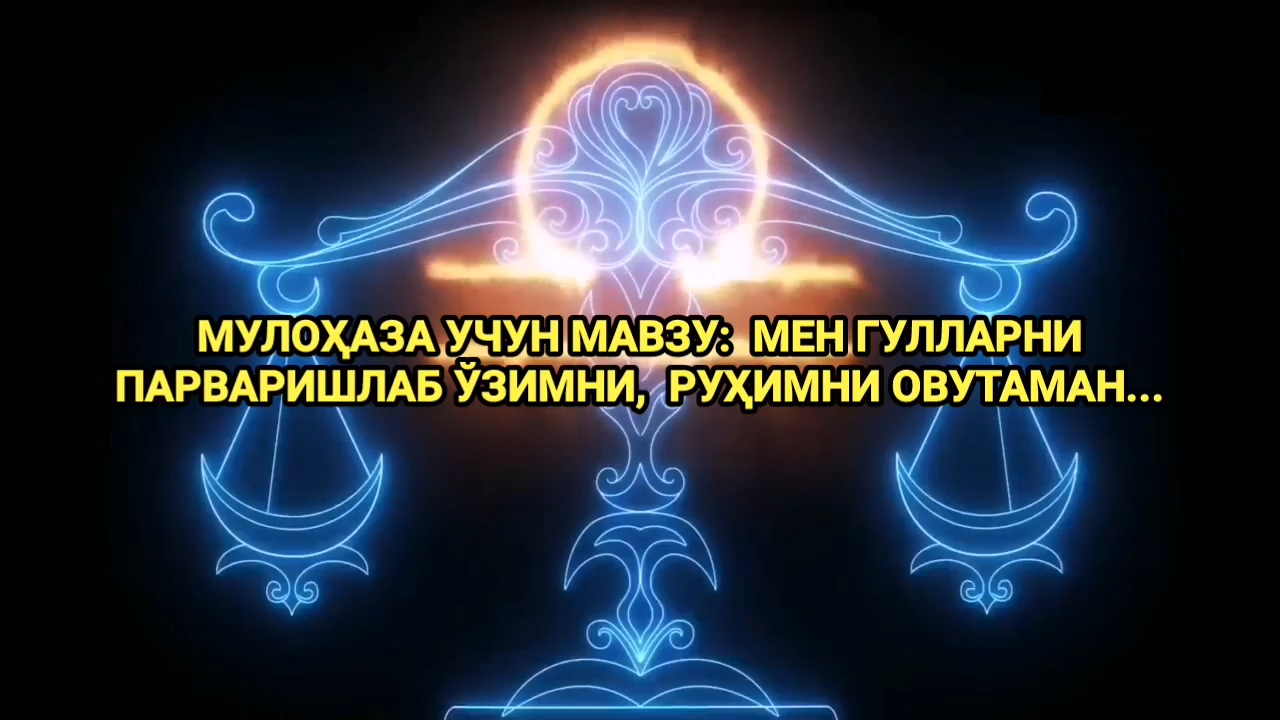 МУЛОҲАЗА УЧУН МАВЗУ: МЕН ГУЛЛАРНИ
ПАРВАРИШЛАБ ЎЗИМНИ, РУҲИМНИ ОВУТАМАН...